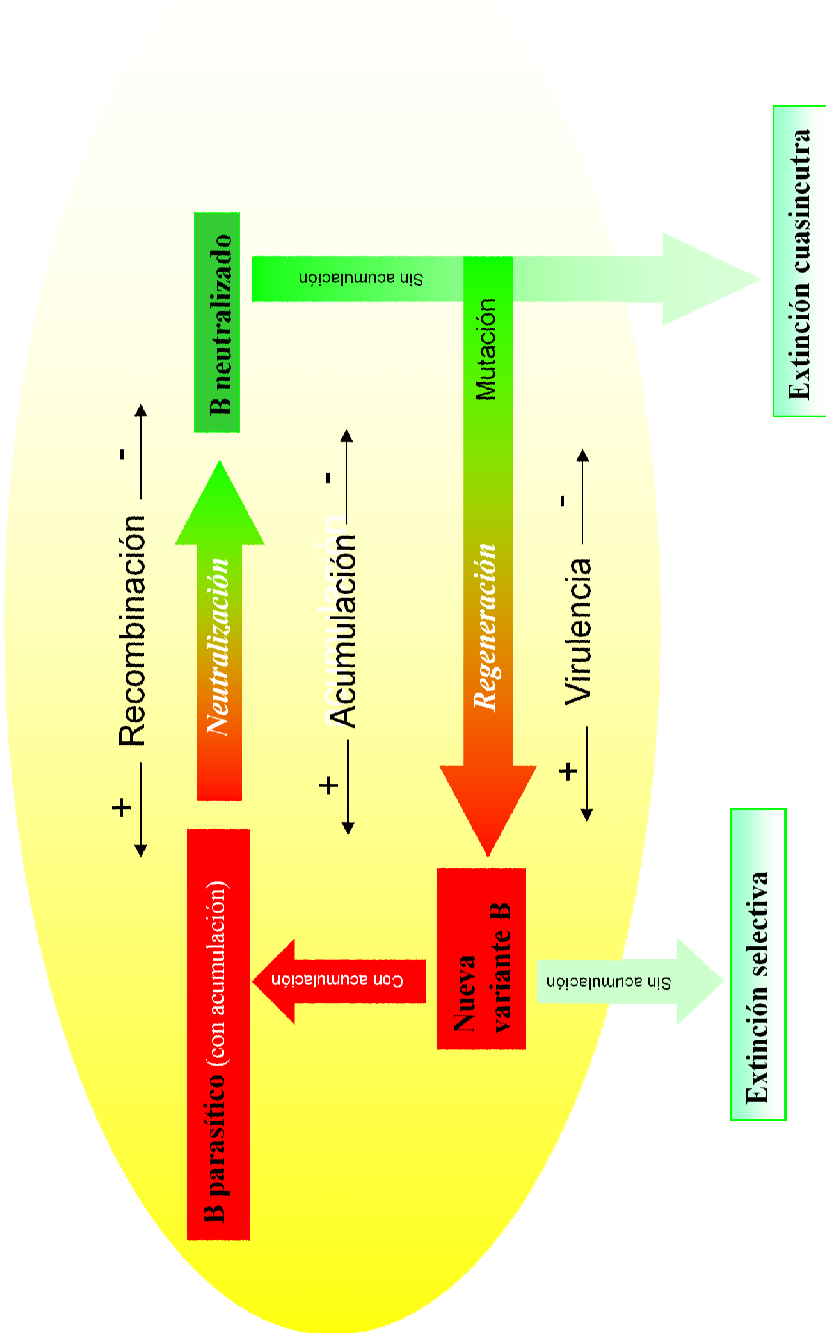 + Recombinación -
B parasítico (con acumulación)
Neutralización
B neutralizado
Con acumulación
+ Acumulación -
Sin acumulación
Nueva
variante B
Regeneración
Mutación
+ Virulencia -
Sin acumulación
Extinción selectiva
Extinción cuasineutra